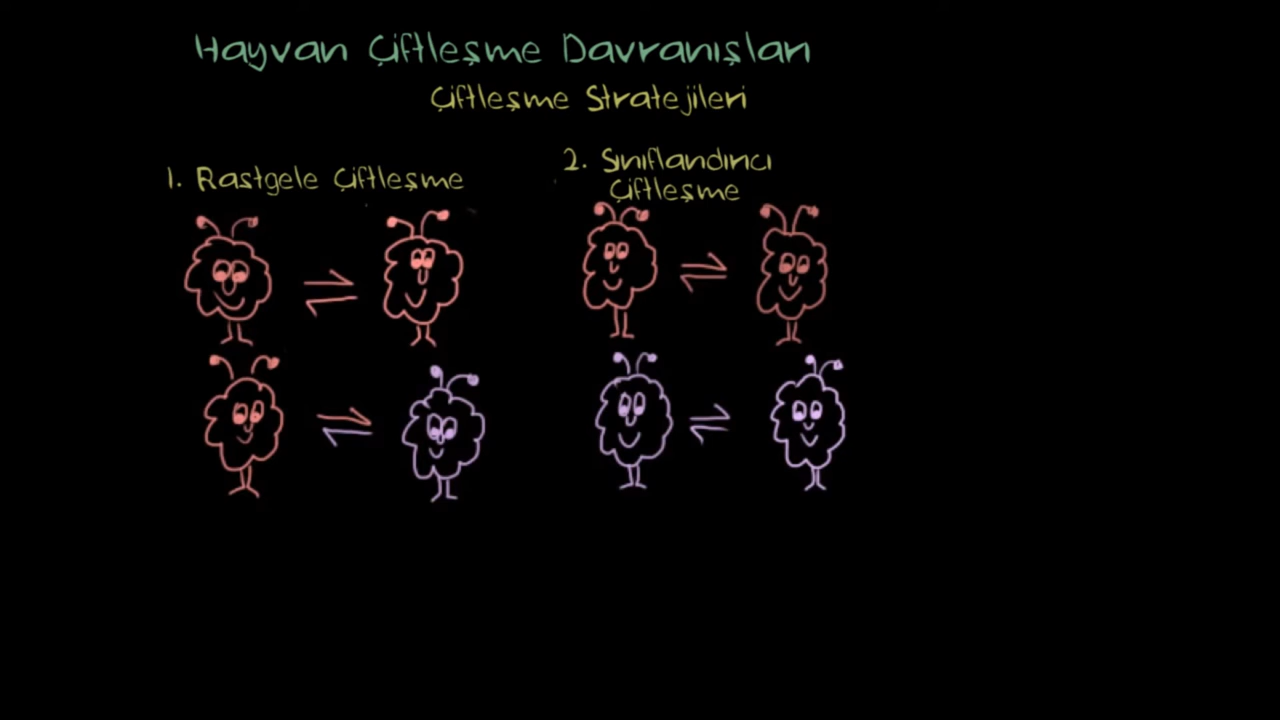 Hayvan Çiftleşme Davranışları
Çiftleşme Stratejileri
1. Rastgele Çiftleşme
2. Sınıflandırıcı
Çiftleşme